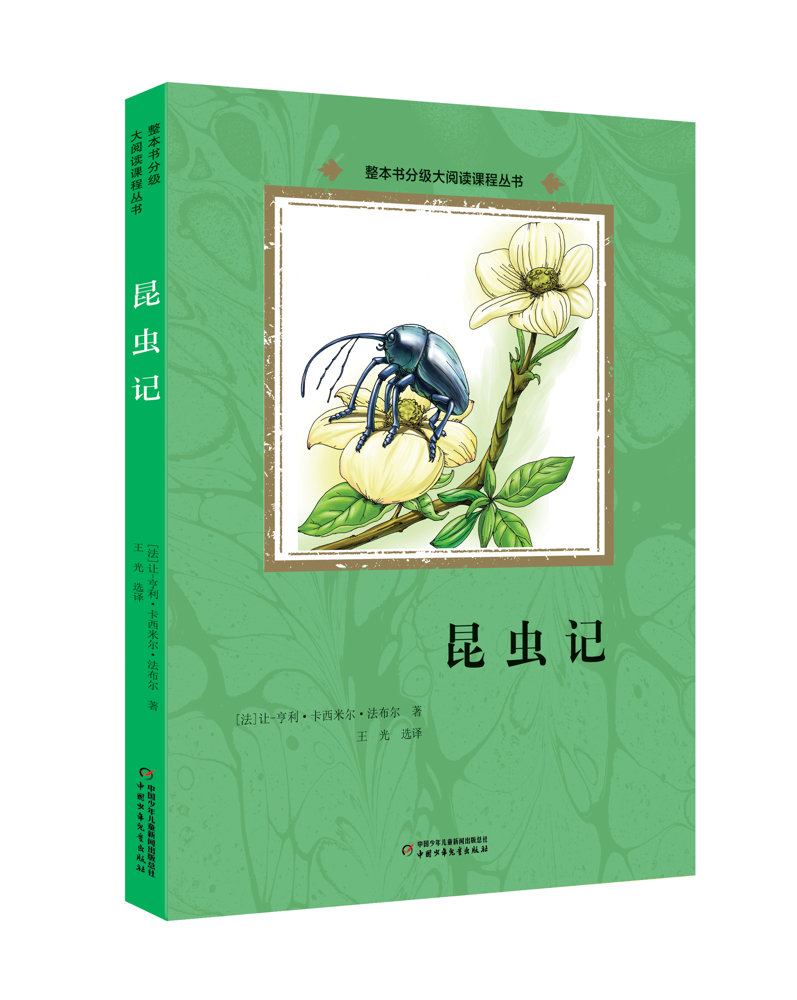 整本书分级
大阅读课程丛书
昆虫记
[法]让-亨利·卡西米尔·法布尔 著
王 光 选译
中国少年儿童新闻出版总社
中国少年儿童出版社
整本书分级大阅读课程丛书
昆虫记
[法]让-亨利·卡西米尔·法布尔 著
王 光 选译
中国少年儿童新闻出版总社
中國少年兒童出版社